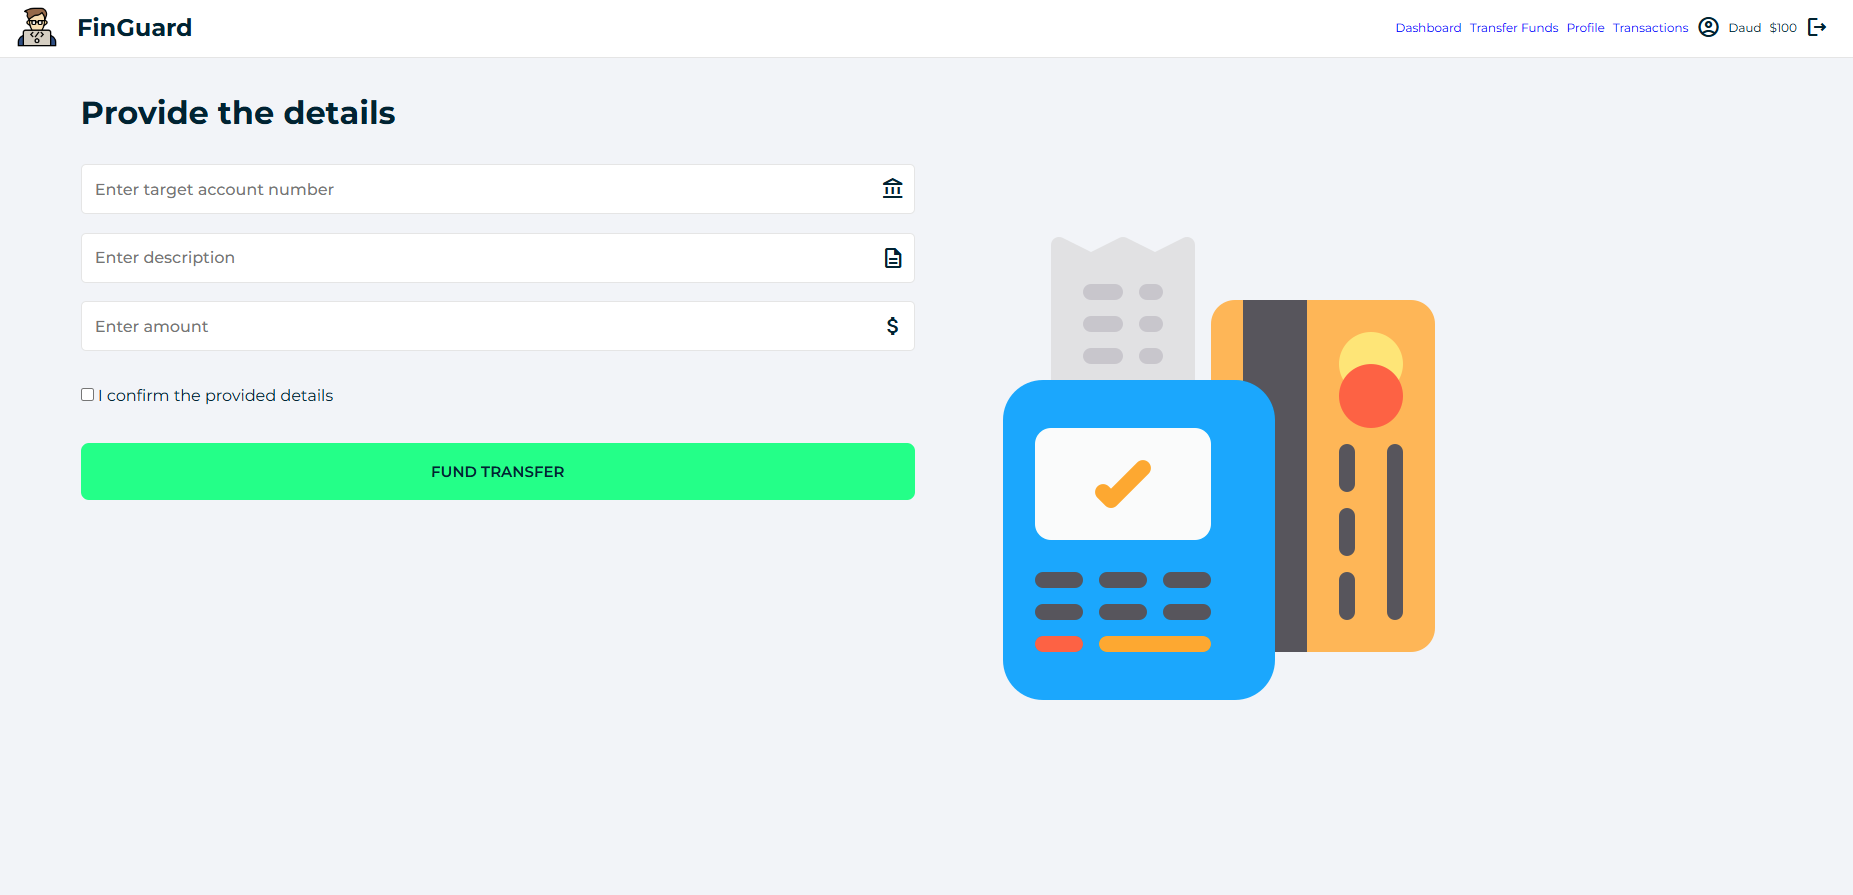 FinGuard
Dashboard Transfer Funds Profile Transactions Daud $100
Provide the details
Enter target account number
Enter description
Enter amount
I confirm the provided details
FUND TRANSFER